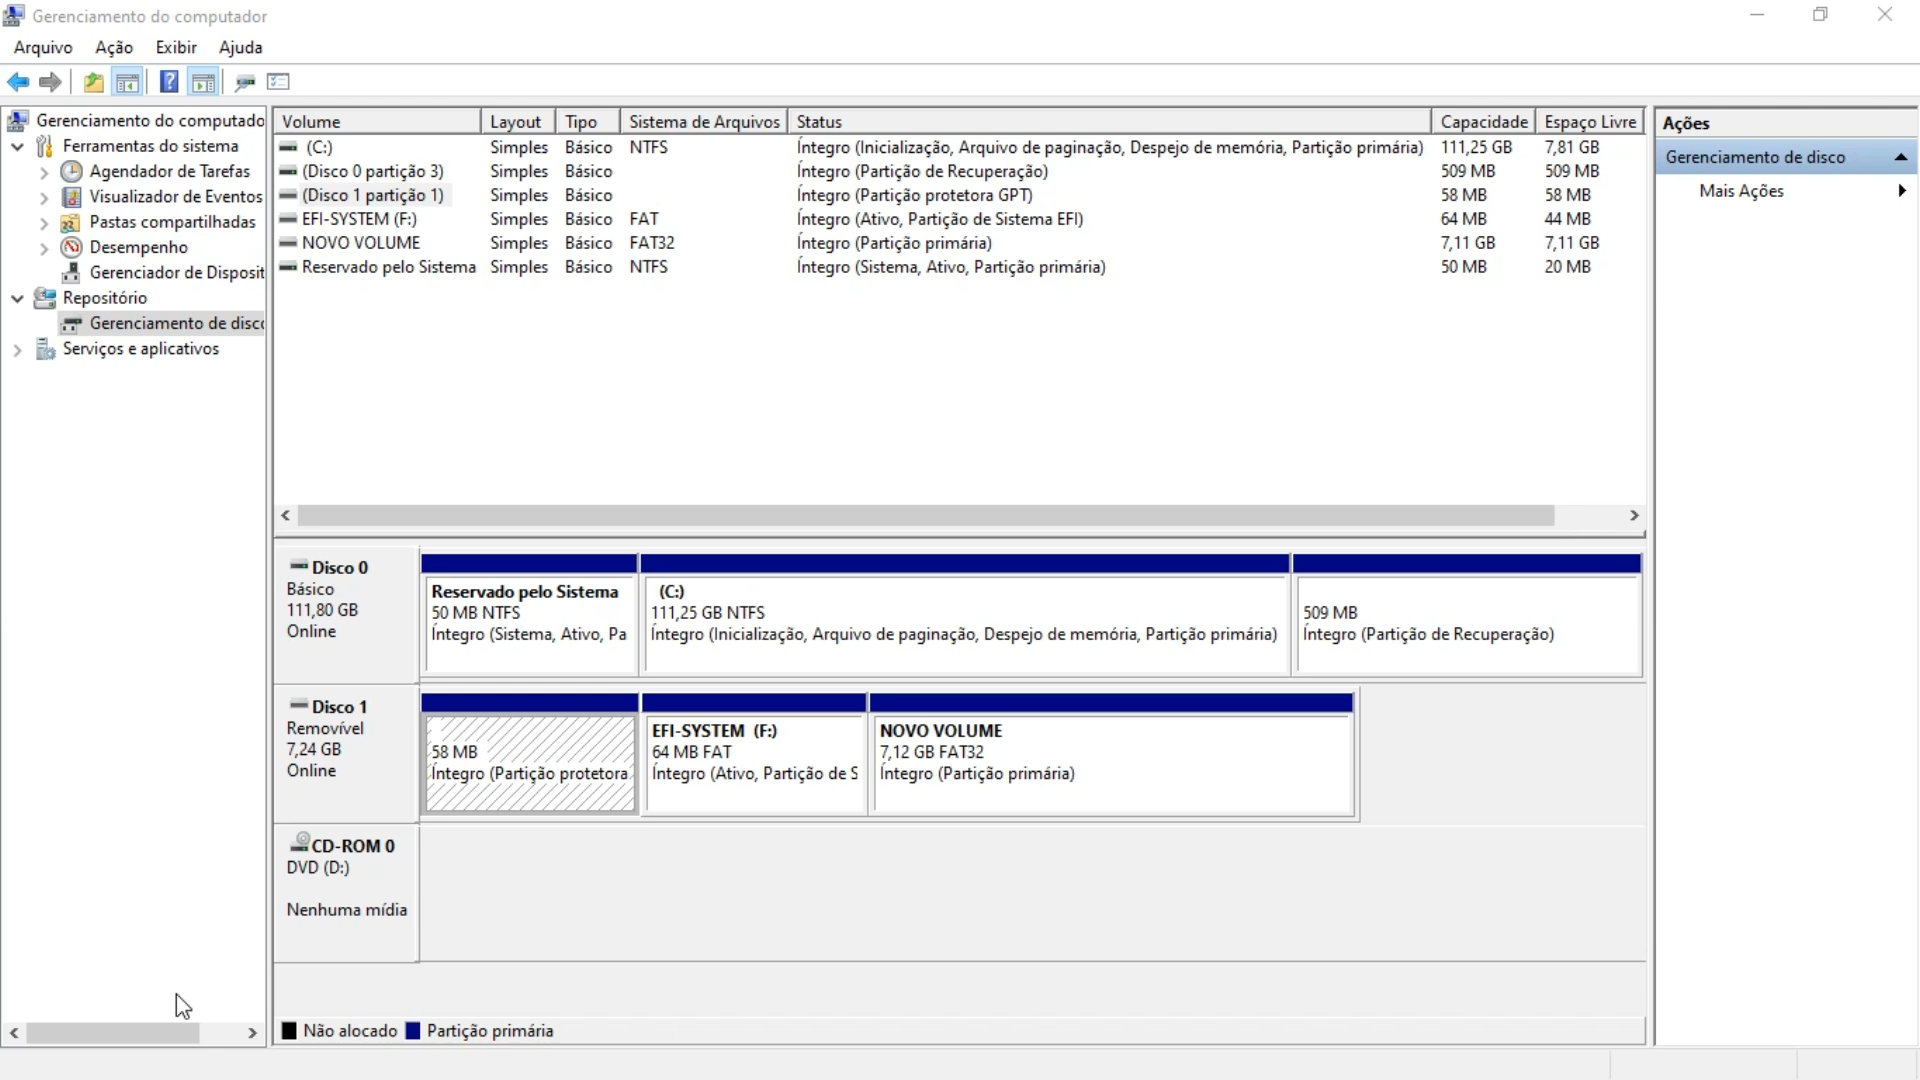 Gerenciamento do computador
Arquivo Ação Exibir Ajuda
Gerenciamento do computado
Ferramentas do sistema
Agendador de Tarefas
Visualizador de Eventos
Pastas compartilhadas
Desempenho
Gerenciador de Disposit
Repositório
Gerenciamento de disco
Serviços e aplicativos
Volume Layout Tipo Sistema de Arquivos Status Capacidade Espaço Livre
(C:) Simples Básico NTFS Íntegro (Inicialização, Arquivo de paginação, Despejo de memória, Partição primária) 111,25 GB 7,81 GB
(Disco 0 partição 3) Simples Básico Íntegro (Partição de Recuperação) 509 MB 509 MB
(Disco 1 partição 1) Simples Básico Íntegro (Partição protetora GPT) 58 MB 58 MB
EFI-SYSTEM (F:) Simples Básico FAT Íntegro (Ativo, Partição de Sistema EFI) 64 MB 44 MB
NOVO VOLUME Simples Básico FAT32 Íntegro (Partição primária) 7,11 GB 7,11 GB
Reservado pelo Sistema Simples Básico NTFS Íntegro (Sistema, Ativo, Partição primária) 50 MB 20 MB
Ações
Gerenciamento de disco
Mais Ações
Disco 0
Básico
111,80 GB
Online
Reservado pelo Sistema
50 MB NTFS
Íntegro (Sistema, Ativo, Pa
(C:)
111,25 GB NTFS
Íntegro (Inicialização, Arquivo de paginação, Despejo de memória, Partição primária)
509 MB
Íntegro (Partição de Recuperação)
Disco 1
Removível
7,24 GB
Online
58 MB
Íntegro (Partição protetora
EFI-SYSTEM (F:)
64 MB FAT
Íntegro (Ativo, Partição de S
NOVO VOLUME
7,12 GB FAT32
Íntegro (Partição primária)
CD-ROM 0
DVD (D:)
Nenhuma mídia
Não alocado Partição primária